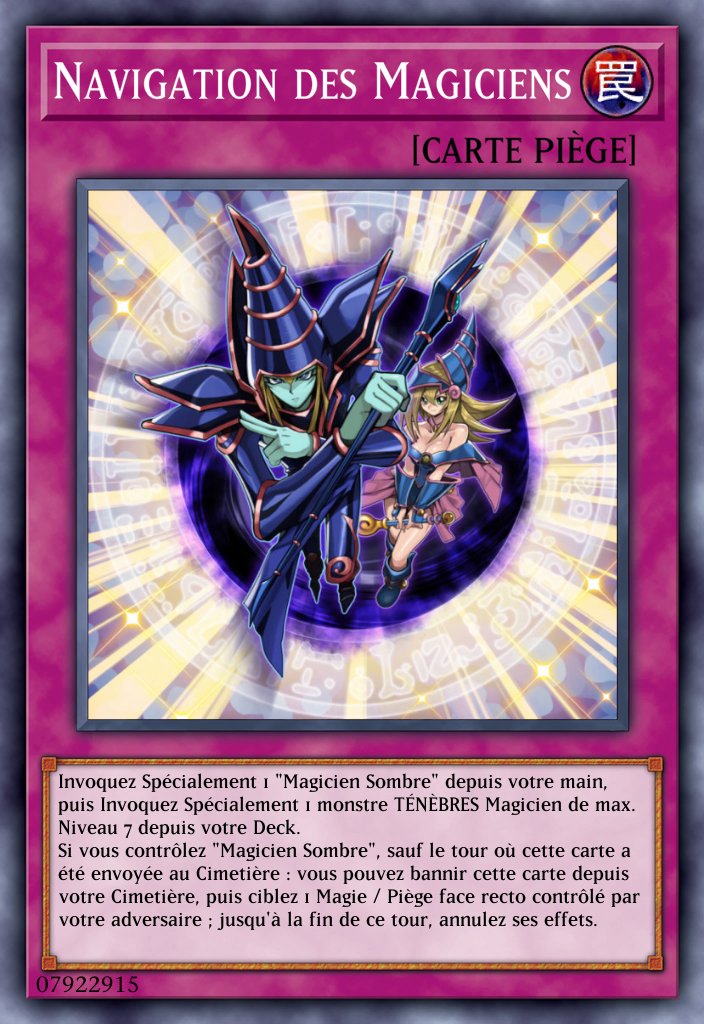 Navigation des Magiciens
罠
[CARTE PIÈGE]
Invoquez Spécialement 1 "Magicien Sombre" depuis votre main,
puis Invoquez Spécialement 1 monstre TÉNÈBRES Magicien de max.
Niveau 7 depuis votre Deck.
Si vous contrôlez "Magicien Sombre", sauf le tour où cette carte a
été envoyée au Cimetière : vous pouvez bannir cette carte depuis
votre Cimetière, puis ciblez 1 Magie / Piège face recto contrôlé par
votre adversaire ; jusqu'à la fin de ce tour, annulez ses effets.
07922915